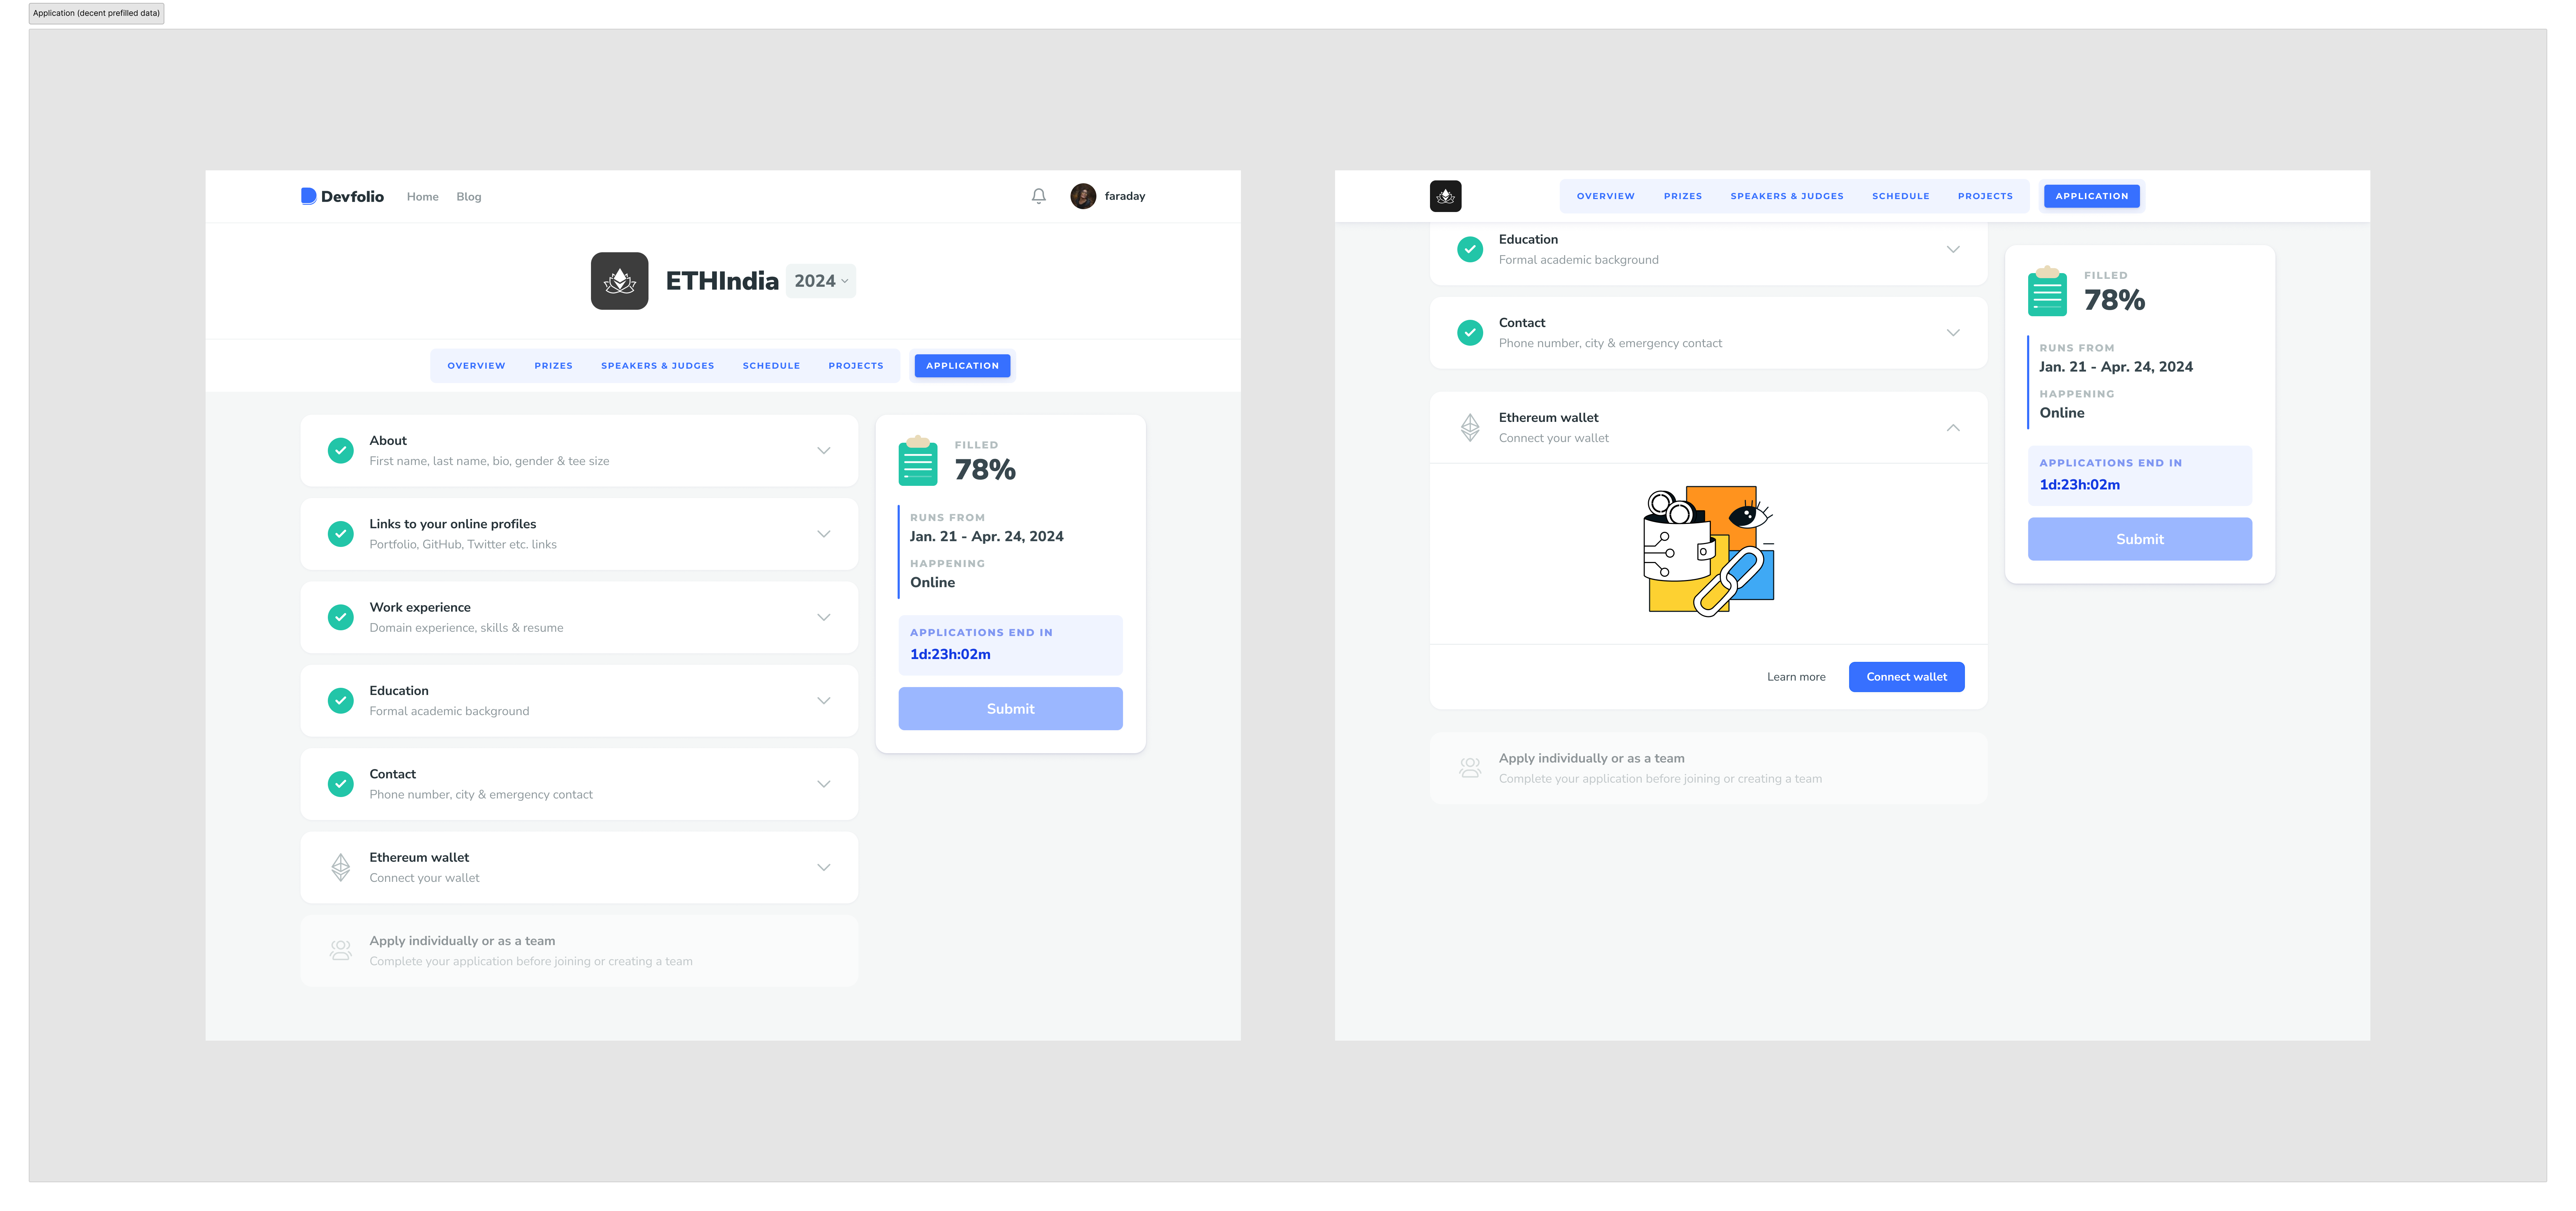 Application (decent prefilled data)
Devfolio Home Blog
faraday
ETHIndia 2024
OVERVIEW PRIZES SPEAKERS & JUDGES SCHEDULE PROJECTS APPLICATION
About
First name, last name, bio, gender & tee size
Links to your online profiles
Portfolio, GitHub, Twitter etc. links
Work experience
Domain experience, skills & resume
Education
Formal academic background
Contact
Phone number, city & emergency contact
Ethereum wallet
Connect your wallet
Apply individually or as a team
Complete your application before joining or creating a team
FILLED
78%
RUNS FROM
Jan. 21 - Apr. 24, 2024
HAPPENING
Online
APPLICATIONS END IN
1d:23h:02m
Submit
OVERVIEW PRIZES SPEAKERS & JUDGES SCHEDULE PROJECTS APPLICATION
Education
Formal academic background
Contact
Phone number, city & emergency contact
Ethereum wallet
Connect your wallet
Learn more Connect wallet
Apply individually or as a team
Complete your application before joining or creating a team
FILLED
78%
RUNS FROM
Jan. 21 - Apr. 24, 2024
HAPPENING
Online
APPLICATIONS END IN
1d:23h:02m
Submit